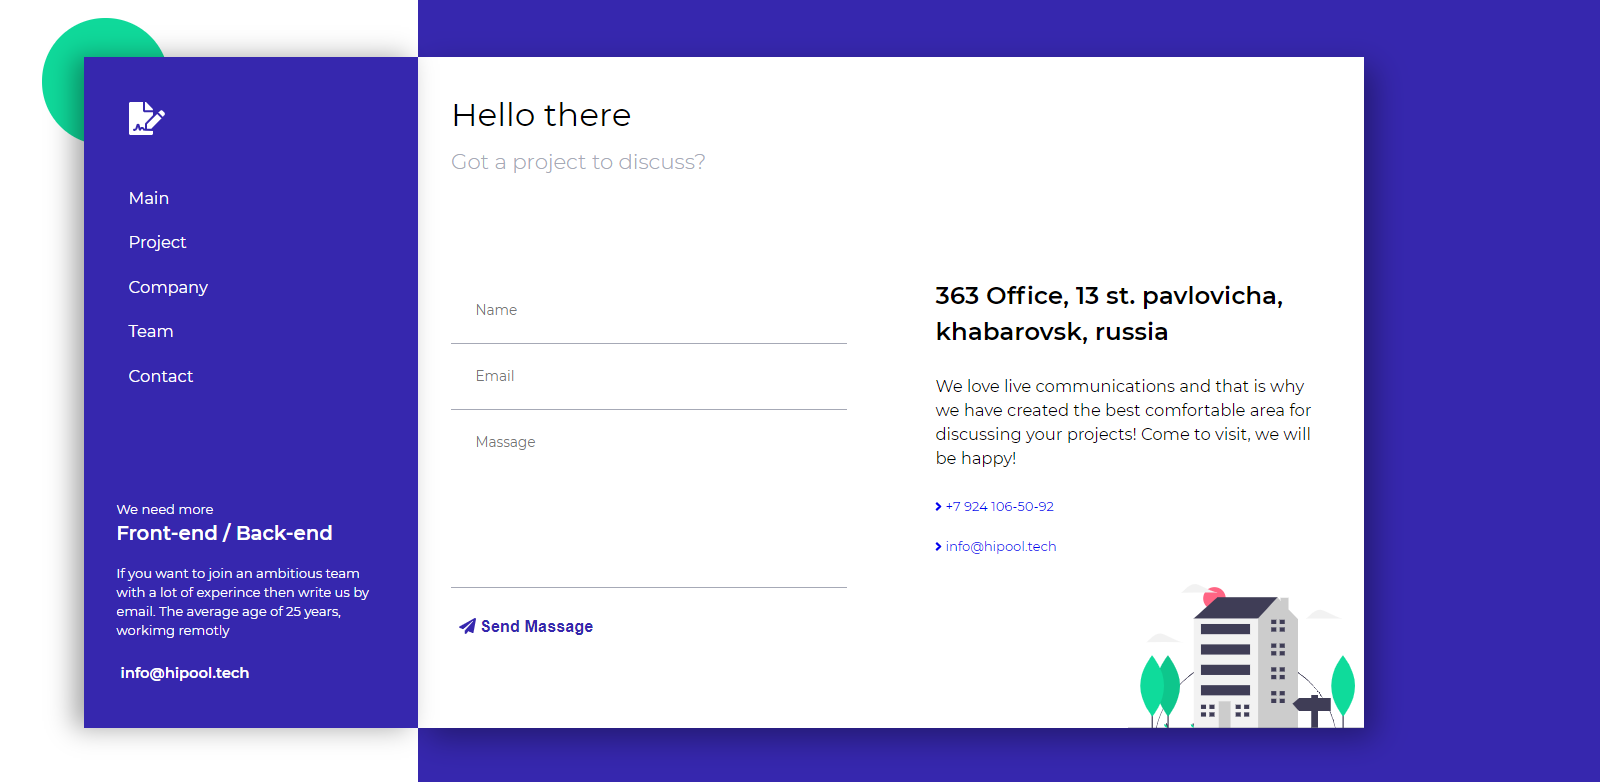 Main
Project
Company
Team
Contact
We need more
Front-end / Back-end
If you want to join an ambitious team
with a lot of experince then write us by
email. The average age of 25 years,
workimg remotly
info@hipool.tech
Hello there
Got a project to discuss?
Name
Email
Massage
Send Massage
363 Office, 13 st. pavlovicha,
khabarovsk, russia
We love live communications and that is why
we have created the best comfortable area for
discussing your projects! Come to visit, we will
be happy!
+7 924 106-50-92
info@hipool.tech